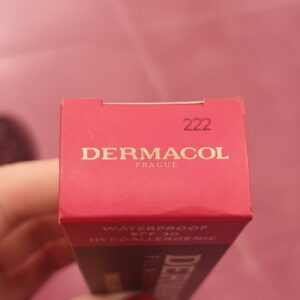 222
DERMACOL
PRAGUE
WATERPROOF
SPF 30
HYPOALLERGENIC